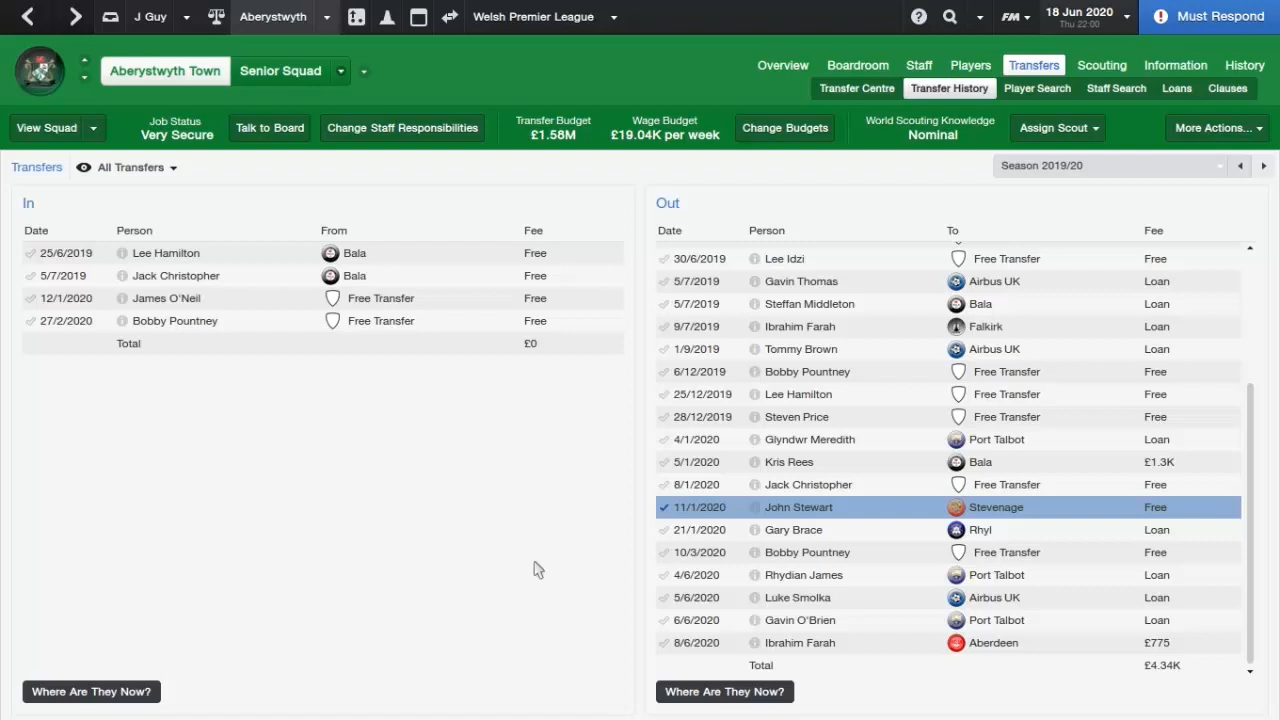 J Guy
Aberystwyth
Welsh Premier League
FM
18 Jun 2020
Thu 22:00
Must Respond
Aberystwyth Town
Senior Squad
Overview
Boardroom
Staff
Players
Transfers
Scouting
Information
History
Transfer Centre
Transfer History
Player Search
Staff Search
Loans
Clauses
View Squad
Job Status
Very Secure
Talk to Board
Change Staff Responsibilities
Transfer Budget
£1.58M
Wage Budget
£19.04K per week
Change Budgets
World Scouting Knowledge
Nominal
Assign Scout
More Actions...
Transfers
All Transfers
Season 2019/20
In
Date Person From Fee
25/6/2019 Lee Hamilton Bala Free
5/7/2019 Jack Christopher Bala Free
12/1/2020 James O'Neil Free Transfer Free
27/2/2020 Bobby Pountney Free Transfer Free
Total £0
Where Are They Now?
Out
Date Person To Fee
30/6/2019 Lee Idzi Free Transfer Free
5/7/2019 Gavin Thomas Airbus UK Loan
5/7/2019 Steffan Middleton Bala Loan
9/7/2019 Ibrahim Farah Falkirk Loan
1/9/2019 Tommy Brown Airbus UK Loan
6/12/2019 Bobby Pountney Free Transfer Free
25/12/2019 Lee Hamilton Free Transfer Free
28/12/2019 Steven Price Free Transfer Free
4/1/2020 Glyndwr Meredith Port Talbot Loan
5/1/2020 Kris Rees Bala £1.3K
8/1/2020 Jack Christopher Free Transfer Free
11/1/2020 John Stewart Stevenage Free
21/1/2020 Gary Brace Rhyl Loan
10/3/2020 Bobby Pountney Free Transfer Free
4/6/2020 Rhydian James Port Talbot Loan
5/6/2020 Luke Smolka Airbus UK Loan
6/6/2020 Gavin O'Brien Port Talbot Loan
8/6/2020 Ibrahim Farah Aberdeen £775
Total £4.34K
Where Are They Now?